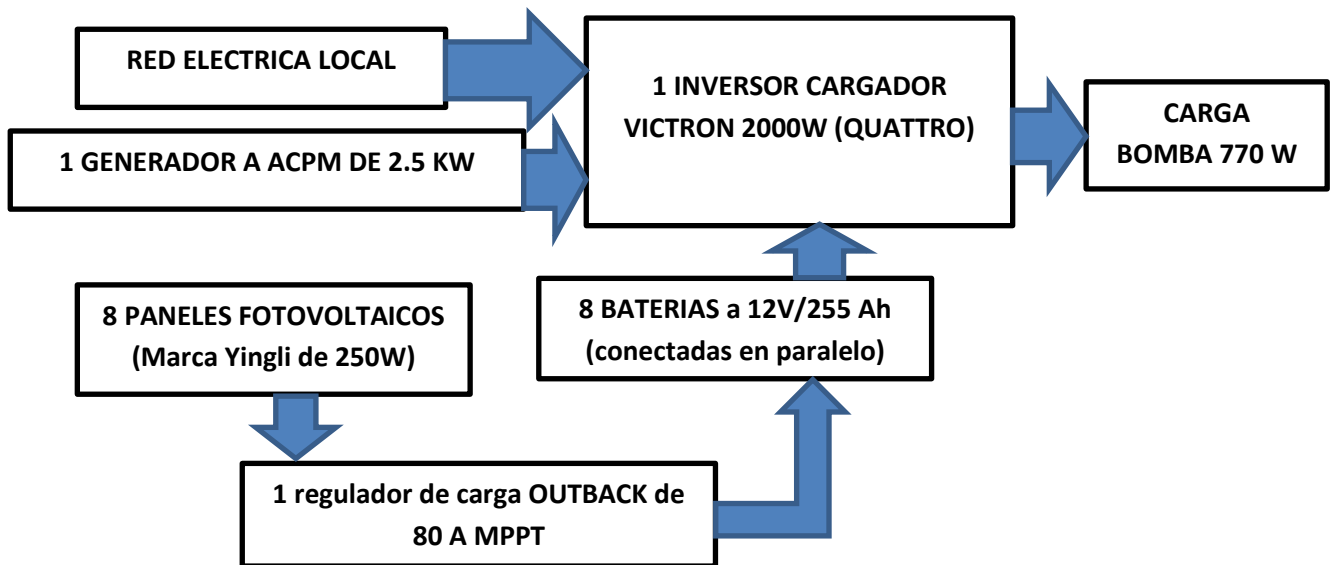 RED ELECTRICA LOCAL
1 GENERADOR A ACPM DE 2.5 KW
1 INVERSOR CARGADOR
VICTRON 2000W (QUATTRO)
CARGA
BOMBA 770 W
8 PANELES FOTOVOLTAICOS
(Marca Yingli de 250W)
8 BATERIAS a 12V/255 Ah
(conectadas en paralelo)
1 regulador de carga OUTBACK de
80 A MPPT